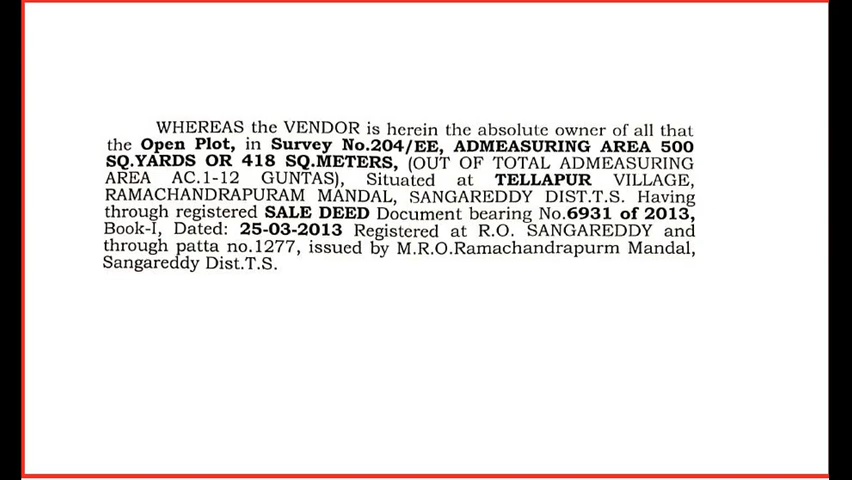 WHEREAS the VENDOR is herein the absolute owner of all that
the Open Plot, in Survey No.204/EE, ADMEASURING AREA 500
SQ.YARDS OR 418 SQ.METERS, (OUT OF TOTAL ADMEASURING
AREA AC.1-12 GUNTAS), Situated at TELLAPUR VILLAGE,
RAMACHANDRAPURAM MANDAL, SANGAREDDY DIST.T.S. Having
through registered SALE DEED Document bearing No.6931 of 2013,
Book-I, Dated: 25-03-2013 Registered at R.O. SANGAREDDY and
through patta no.1277, issued by M.R.O.Ramachandrapurm Mandal,
Sangareddy Dist.T.S.